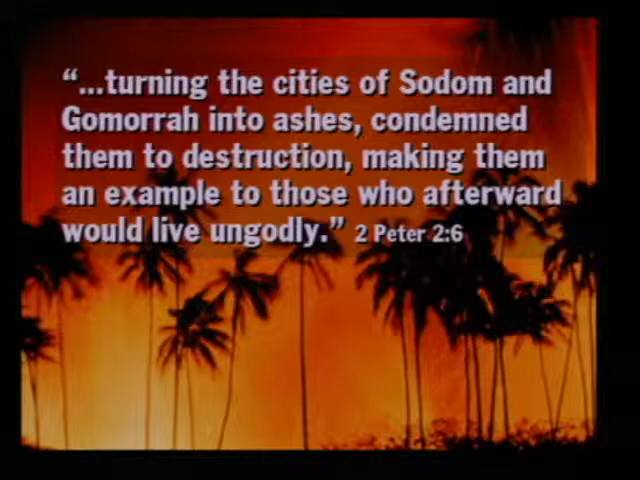 “...turning the cities of Sodom and
Gomorrah into ashes, condemned
them to destruction, making them
an example to those who afterward
would live ungodly.” 2 Peter 2:6